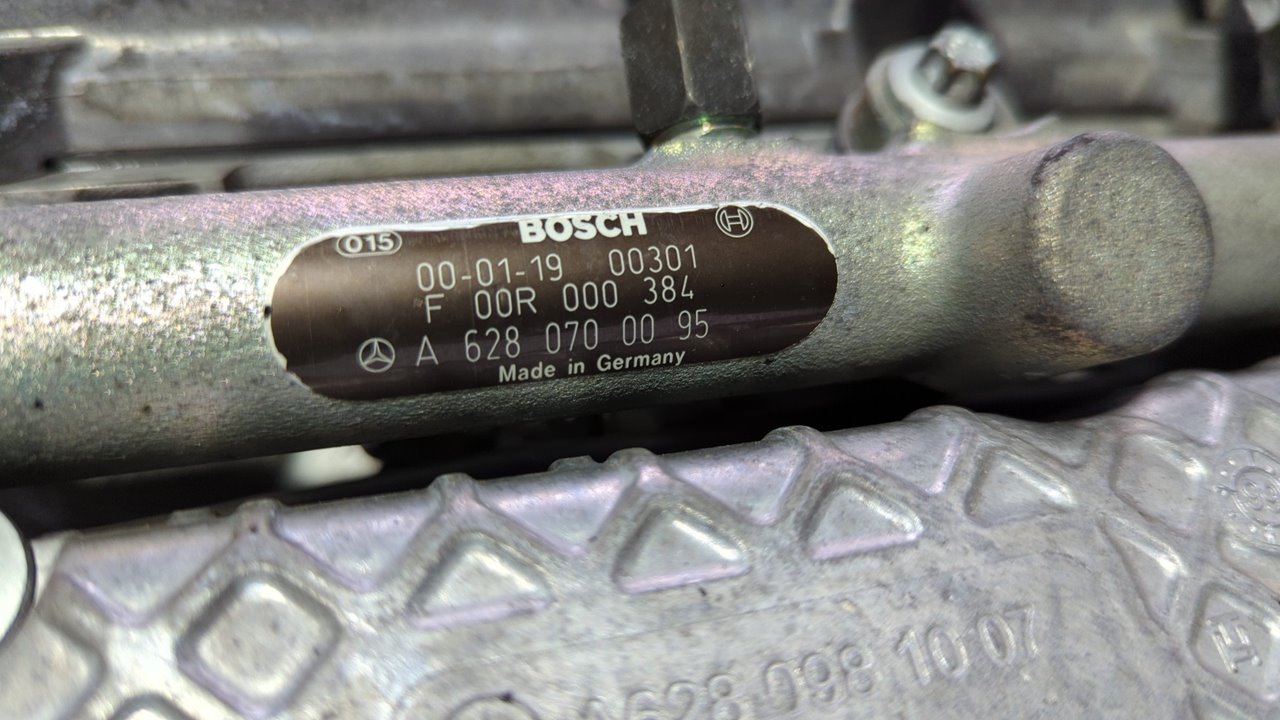 015 BOSCH
00-01-19 00301
F 00R 000 384
A 628 070 00 95
Made in Germany
A 628 098 10 07
H